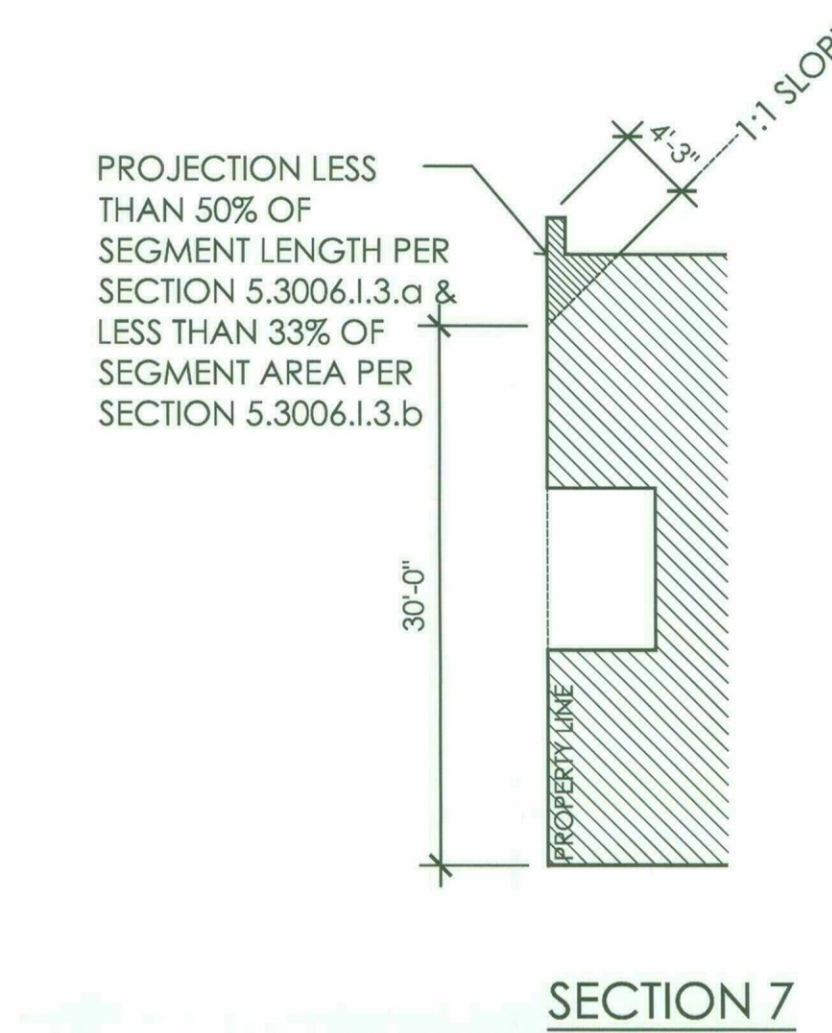 1:1 SLOP
4'-3"
PROJECTION LESS
THAN 50% OF
SEGMENT LENGTH PER
SECTION 5.3006.I.3.a &
LESS THAN 33% OF
SEGMENT AREA PER
SECTION 5.3006.I.3.b
30'-0"
PROPERTY LINE
SECTION 7